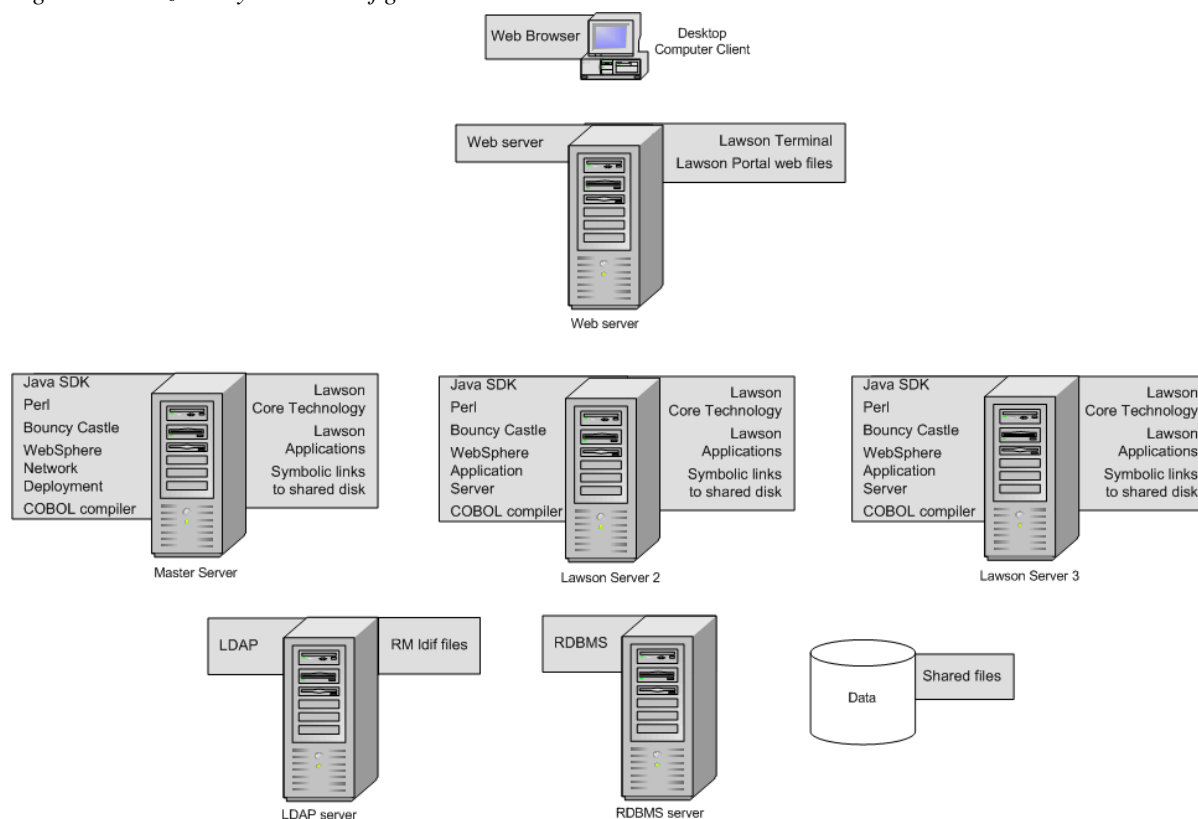 Web Browser
Desktop
Computer Client
Web server
Lawson Terminal
Lawson Portal web files
Web server
Java SDK
Perl
Bouncy Castle
WebSphere
Network
Deployment
COBOL compiler
Lawson
Core Technology
Lawson
Applications
Symbolic links
to shared disk
Master Server
Java SDK
Perl
Bouncy Castle
WebSphere
Application
Server
COBOL compiler
Lawson
Core Technology
Lawson
Applications
Symbolic links
to shared disk
Lawson Server 2
Java SDK
Perl
Bouncy Castle
WebSphere
Application
Server
COBOL compiler
Lawson
Core Technology
Lawson
Applications
Symbolic links
to shared disk
Lawson Server 3
LDAP
RM ldif files
LDAP server
RDBMS
RDBMS server
Data
Shared files